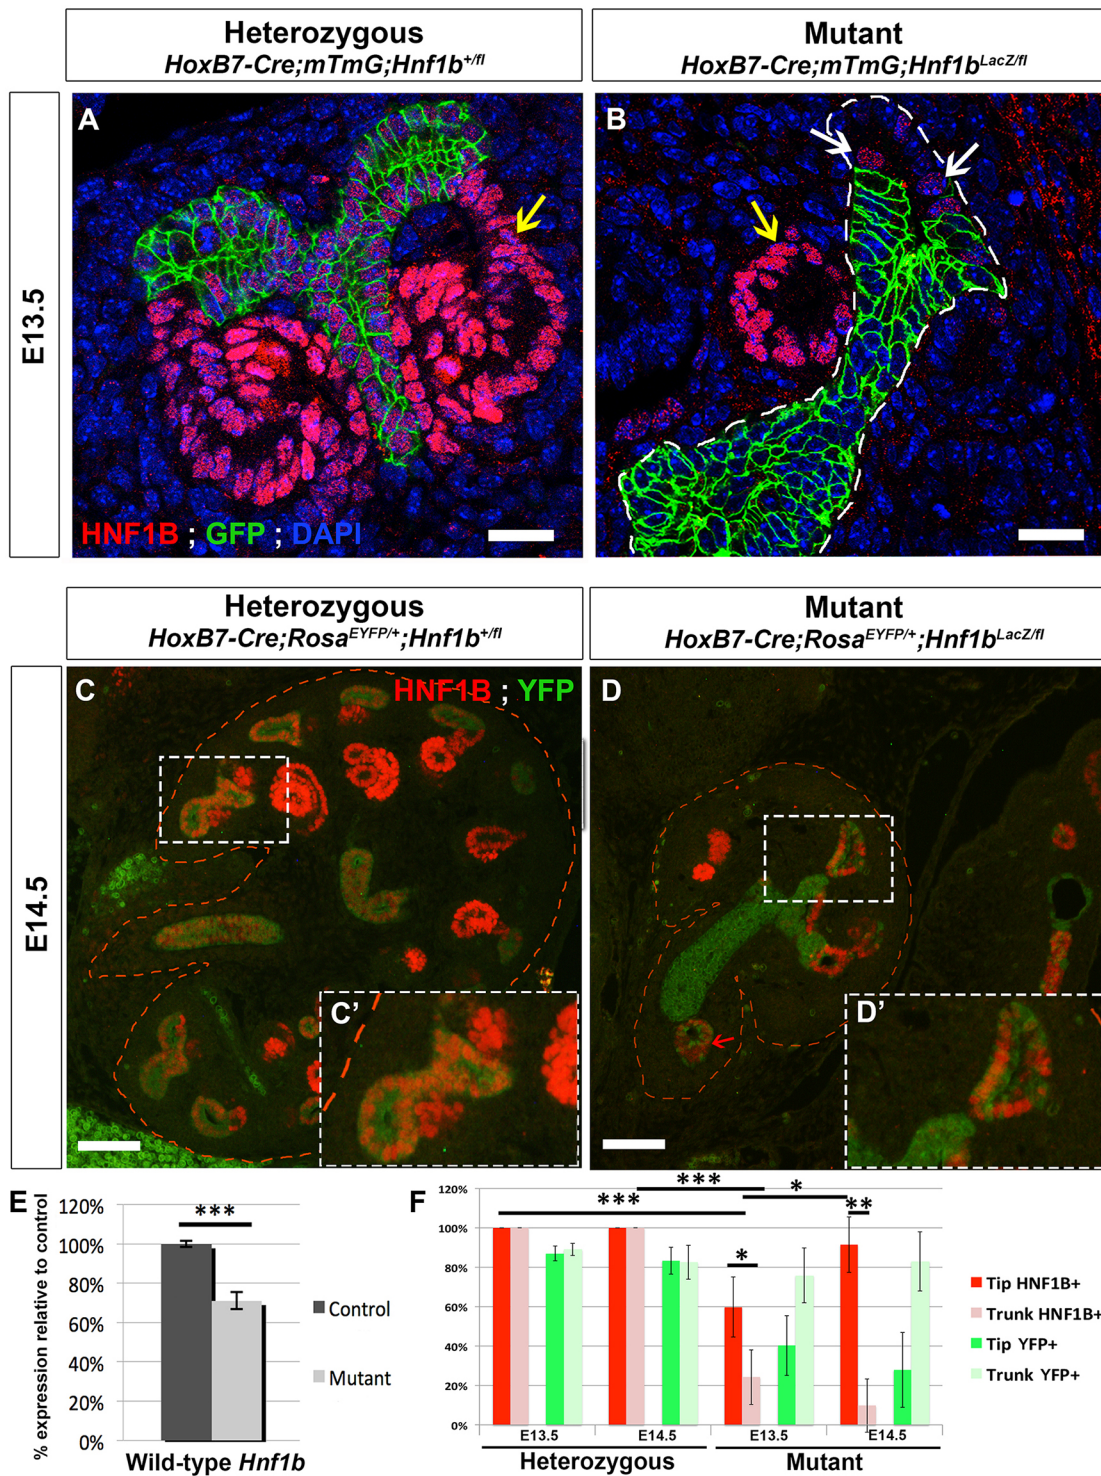 Heterozygous
HoxB7-Cre;mTmG;Hnf1b+/fl
Mutant
HoxB7-Cre;mTmG;Hnf1bLacZ/fl
E13.5
A
B
HNF1B ; GFP ; DAPI
Heterozygous
HoxB7-Cre;RosaEYFP/+;Hnf1b+/fl
Mutant
HoxB7-Cre;RosaEYFP/+;Hnf1bLacZ/fl
E14.5
C
HNF1B ; YFP
D
C'
D'
E
% expression relative to control
120%
100%
80%
60%
40%
20%
0%
***
Control
Mutant
Wild-type Hnf1b
F
120%
100%
80%
60%
40%
20%
0%
***
***
*
*
**
E13.5
E14.5
E13.5
E14.5
Heterozygous
Mutant
Tip HNF1B+
Trunk HNF1B+
Tip YFP+
Trunk YFP+